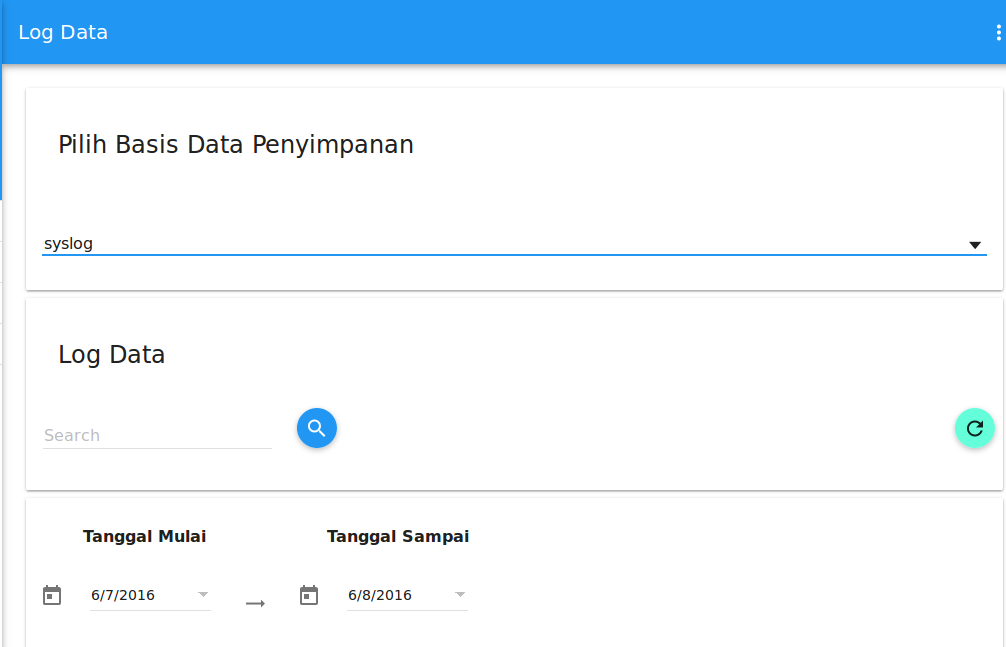 Log Data
Pilih Basis Data Penyimpanan
syslog
Log Data
Search
Tanggal Mulai
Tanggal Sampai
6/7/2016
6/8/2016